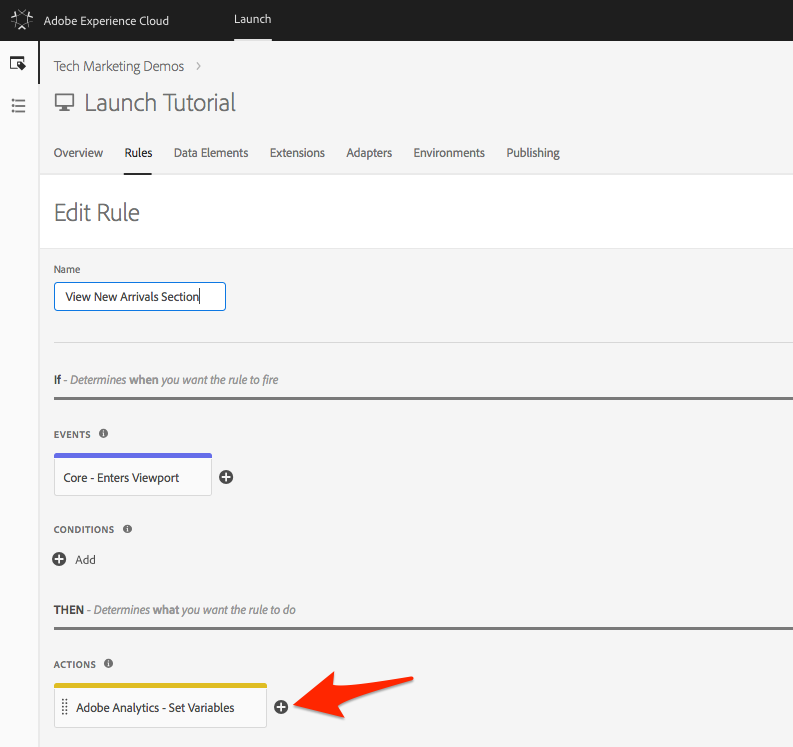 Adobe Experience Cloud Launch
Tech Marketing Demos
Launch Tutorial
Overview Rules Data Elements Extensions Adapters Environments Publishing
Edit Rule
Name
View New Arrivals Section
If - Determines when you want the rule to fire
EVENTS
Core - Enters Viewport
CONDITIONS
Add
THEN - Determines what you want the rule to do
ACTIONS
Adobe Analytics - Set Variables